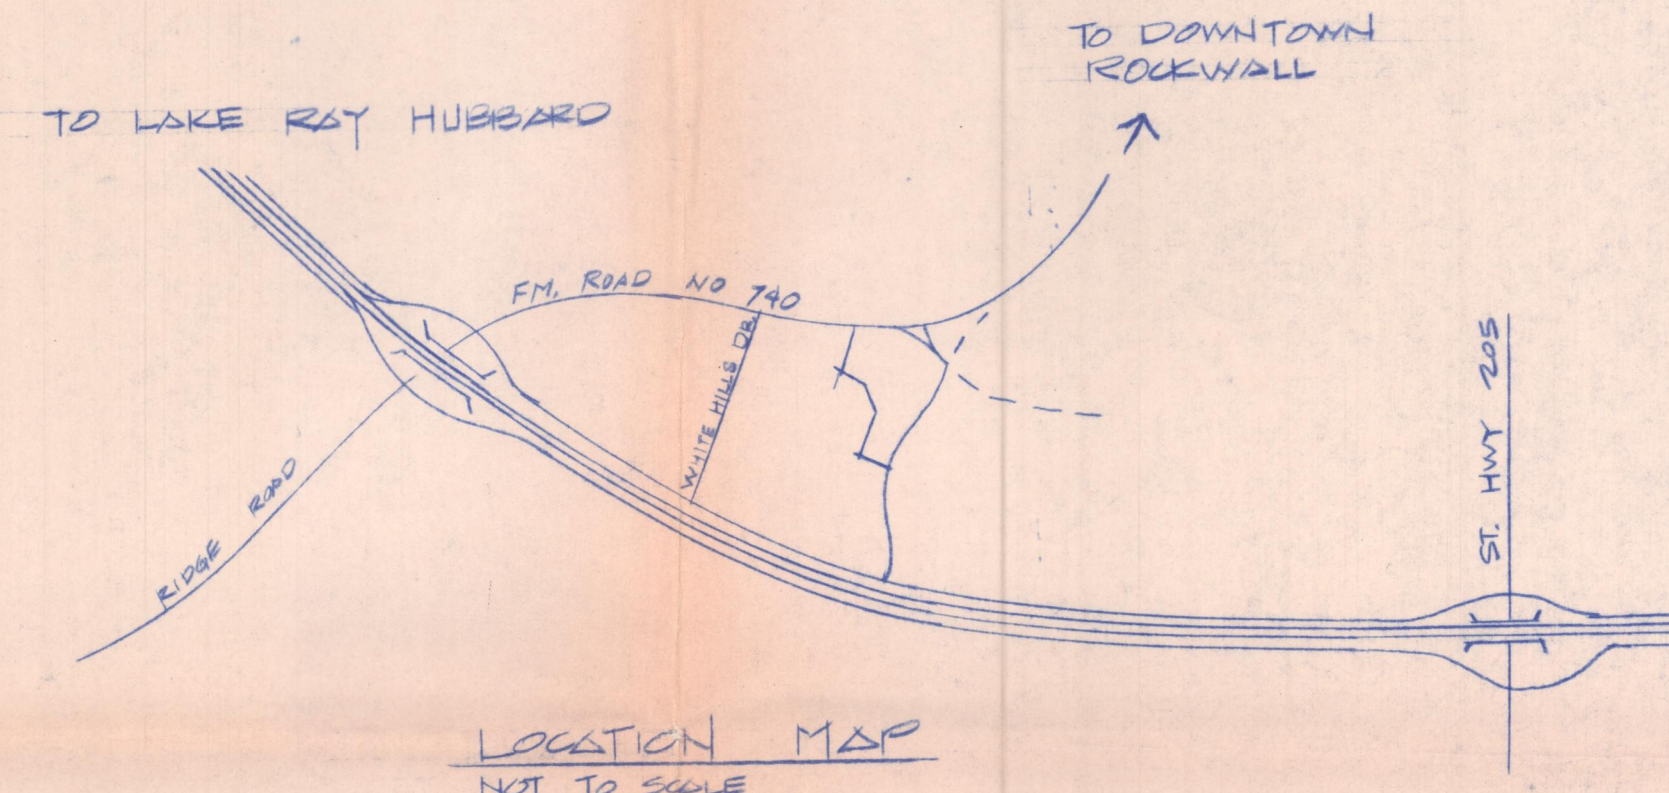 TO DOWNTOWN
ROCKWALL
TO LAKE RAY HUBBARD
FM. ROAD NO 740
WHITE HILLS DR.
ST. HWY 205
RIDGE ROAD
LOCATION MAP
NOT TO SCALE